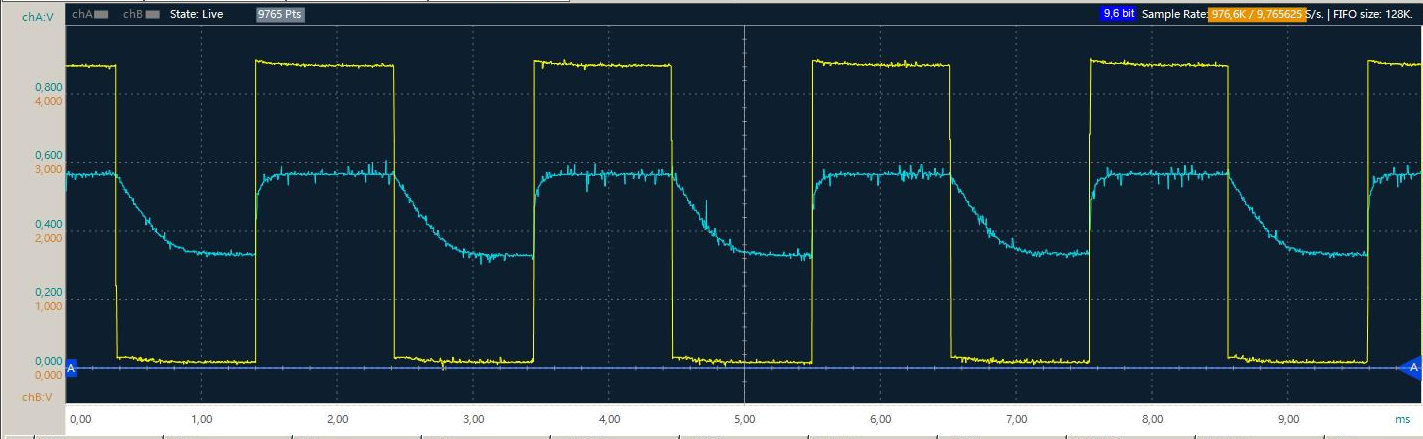 chA:V chA chB State: Live 9765 Pts 9,6 bit Sample Rate: 976,6K / 9,765625 S/s. | FIFO size: 128K.
0,800
4,000
0,600
3,000
0,400
2,000
0,200
1,000
0,000
A A
0,000
chB:V
0,00 1,00 2,00 3,00 4,00 5,00 6,00 7,00 8,00 9,00 ms